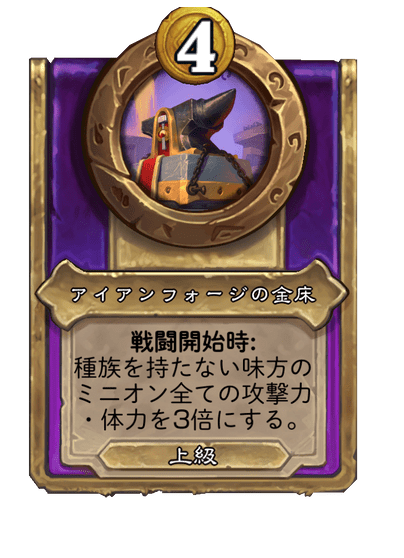 4
アイアンフォージの金床
戦闘開始時:
種族を持たない味方の
ミニオン全ての攻撃力
・体力を3倍にする。
上級